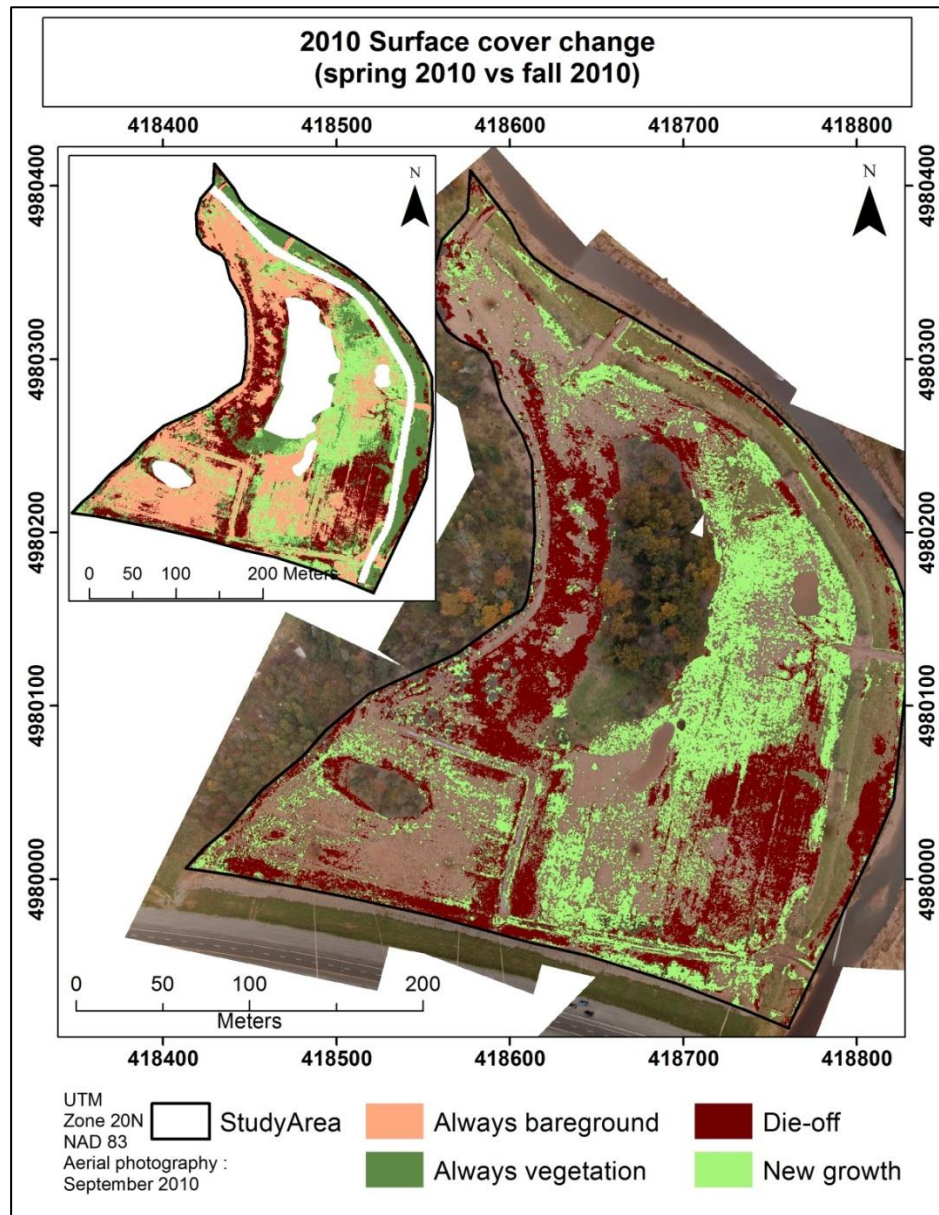 2010 Surface cover change
(spring 2010 vs fall 2010)
418400 418500 418600 418700 418800
4980400
4980300
4980200
4980100
4980000
4980400
4980300
4980200
4980100
4980000
N
N
0 50 100 200 Meters
0 50 100 200
Meters
418400 418500 418600 418700 418800
UTM
Zone 20N
NAD 83
Aerial photography :
September 2010
StudyArea
Always bareground
Always vegetation
Die-off
New growth